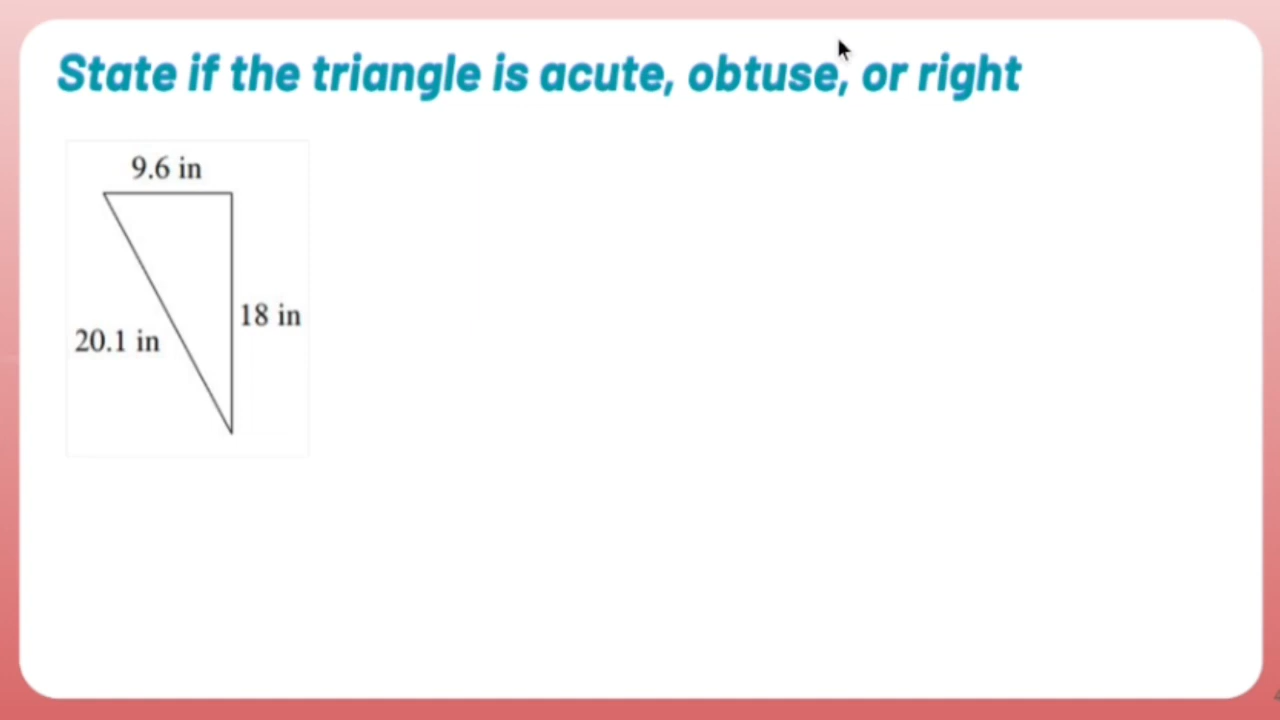 State if the triangle is acute, obtuse, or right
9.6 in
18 in
20.1 in